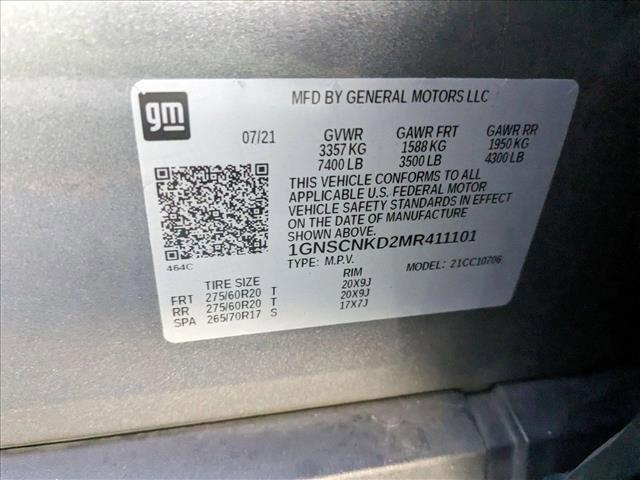 gm
MFD BY GENERAL MOTORS LLC
07/21 GVWR GAWR FRT GAWR RR
3357 KG 1588 KG 1950 KG
7400 LB 3500 LB 4300 LB
THIS VEHICLE CONFORMS TO ALL
APPLICABLE U.S. FEDERAL MOTOR
VEHICLE SAFETY STANDARDS IN EFFECT
ON THE DATE OF MANUFACTURE
SHOWN ABOVE.
1GNSCNKD2MR411101
464C TYPE: M.P.V. MODEL: 21CC10706
TIRE SIZE RIM
FRT 275/60R20 T 20X9J
RR 275/60R20 T 20X9J
SPA 265/70R17 S 17X7J